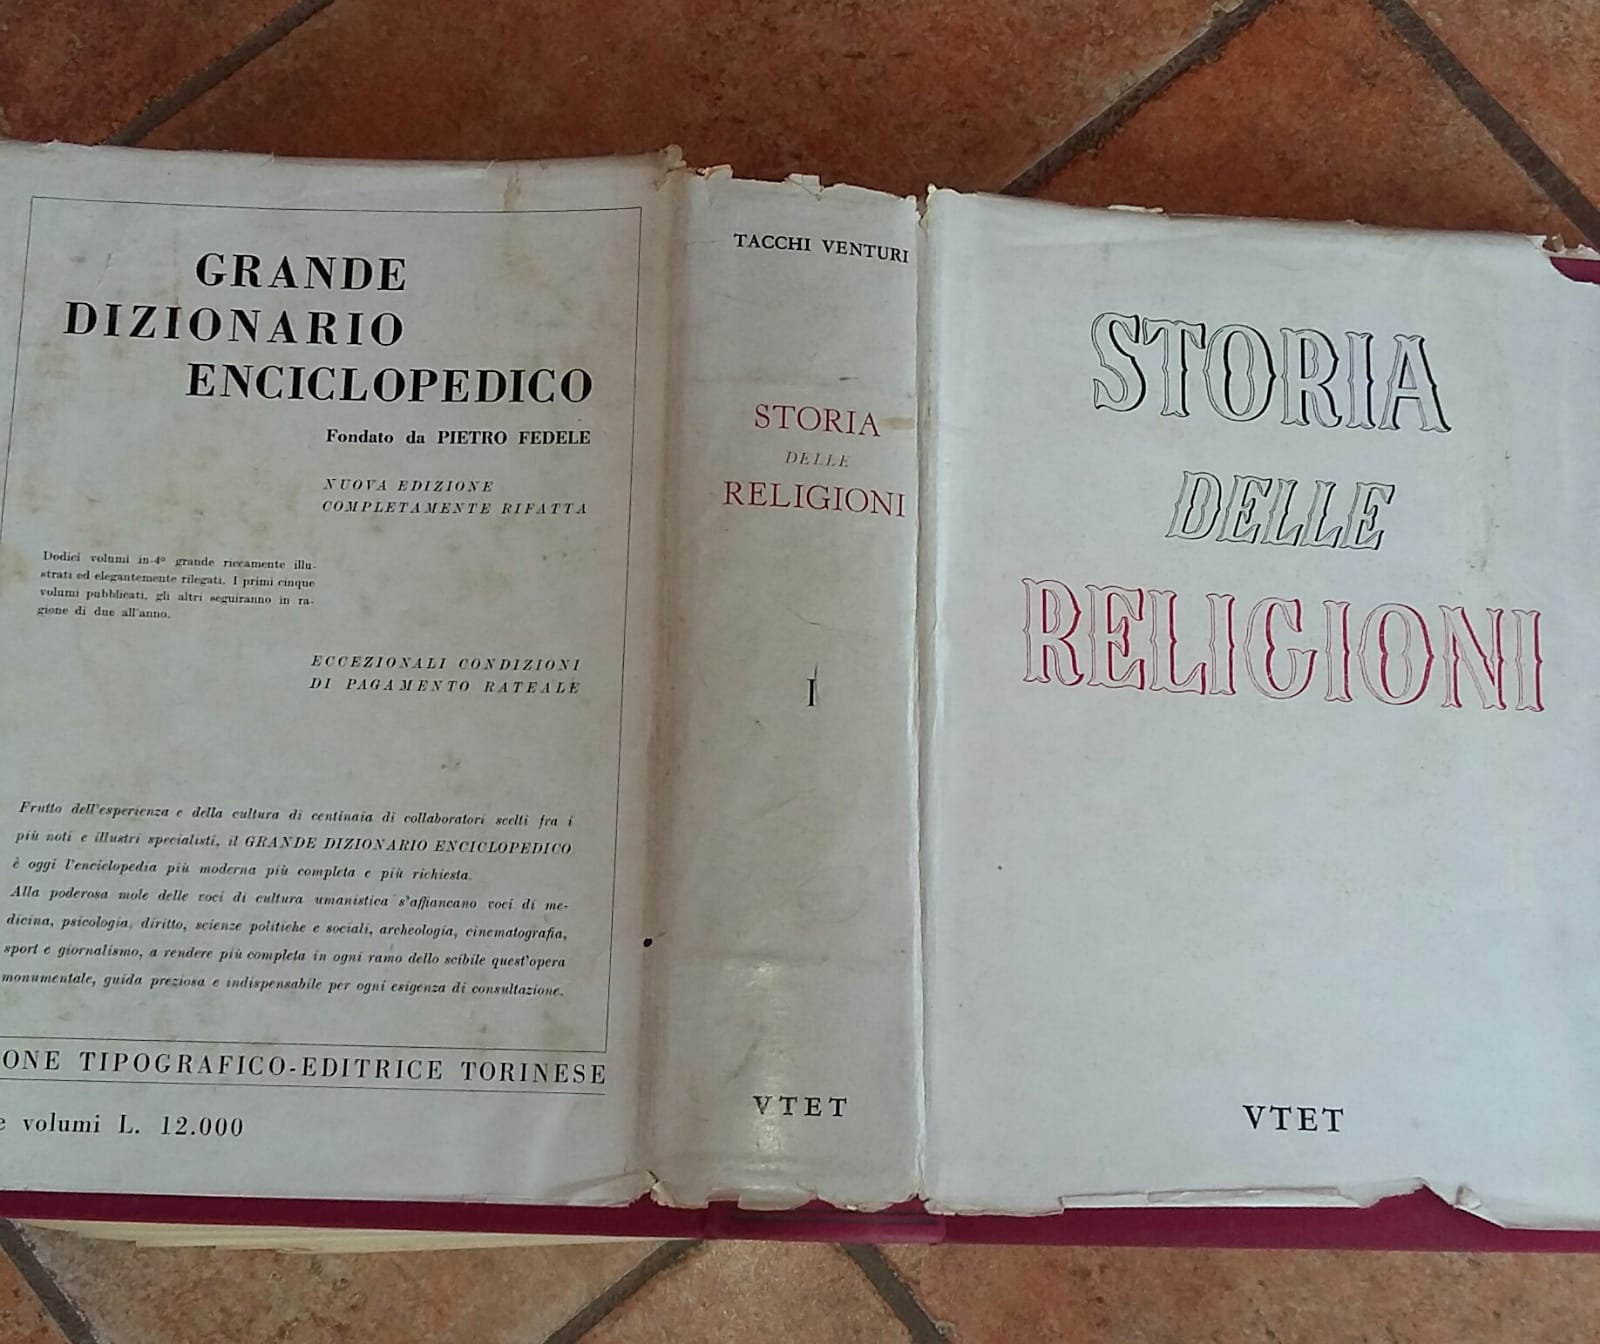 GRANDE
DIZIONARIO
ENCICLOPEDICO
Fondato da PIETRO FEDELE
NUOVA EDIZIONE
COMPLETAMENTE RIFATTA
Dodici volumi in-4º grande riccamente illu-
strati ed elegantemente rilegati. I primi cinque
volumi pubblicati, gli altri seguiranno in ra-
gione di due all'anno.
ECCEZIONALI CONDIZIONI
DI PAGAMENTO RATEALE
Frutto dell'esperienza e della cultura di centinaia di collaboratori scelti fra i
più noti e illustri specialisti, il GRANDE DIZIONARIO ENCICLOPEDICO
è oggi l'enciclopedia più moderna più completa e più richiesta.
Alla poderosa mole delle voci di cultura umanistica s'affiancano voci di me-
dicina, psicologia, diritto, scienze politiche e sociali, archeologia, cinematografia,
sport e giornalismo, a rendere più completa in ogni ramo dello scibile quest'opera
monumentale, guida preziosa e indispensabile per ogni esigenza di consultazione.
ONE TIPOGRAFICO-EDITRICE TORINESE
e volumi L. 12.000
TACCHI VENTURI
STORIA
DELLE
RELIGIONI
I
VTET
STORIA
DELLE
RELIGIONI
VTET